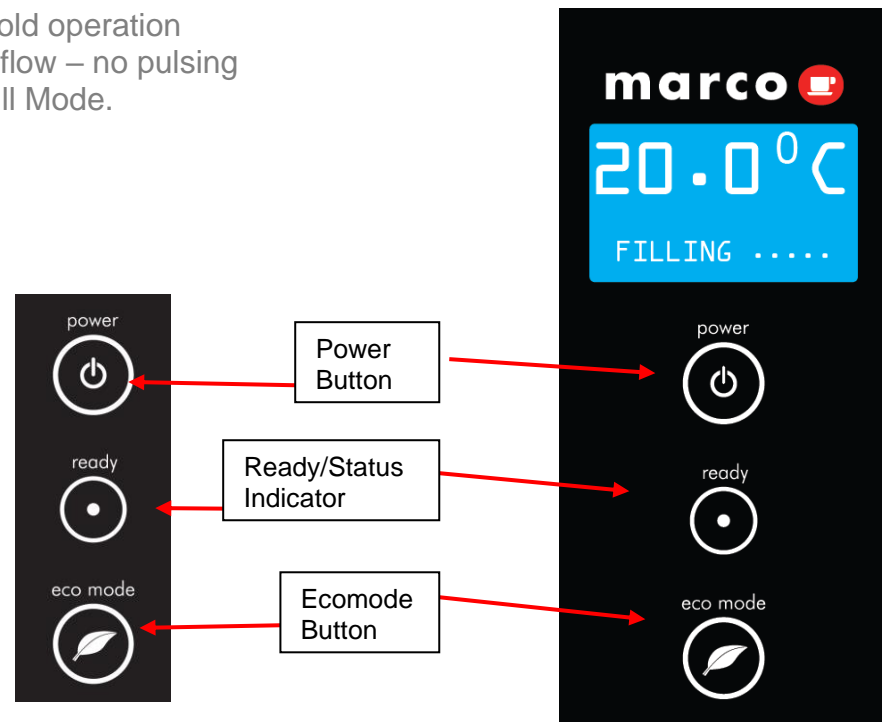 old operation
flow – no pulsing
ll Mode.
marco
20.0°C
FILLING .....
power
ready
eco mode
Power
Button
Ready/Status
Indicator
Ecomode
Button
power
ready
eco mode